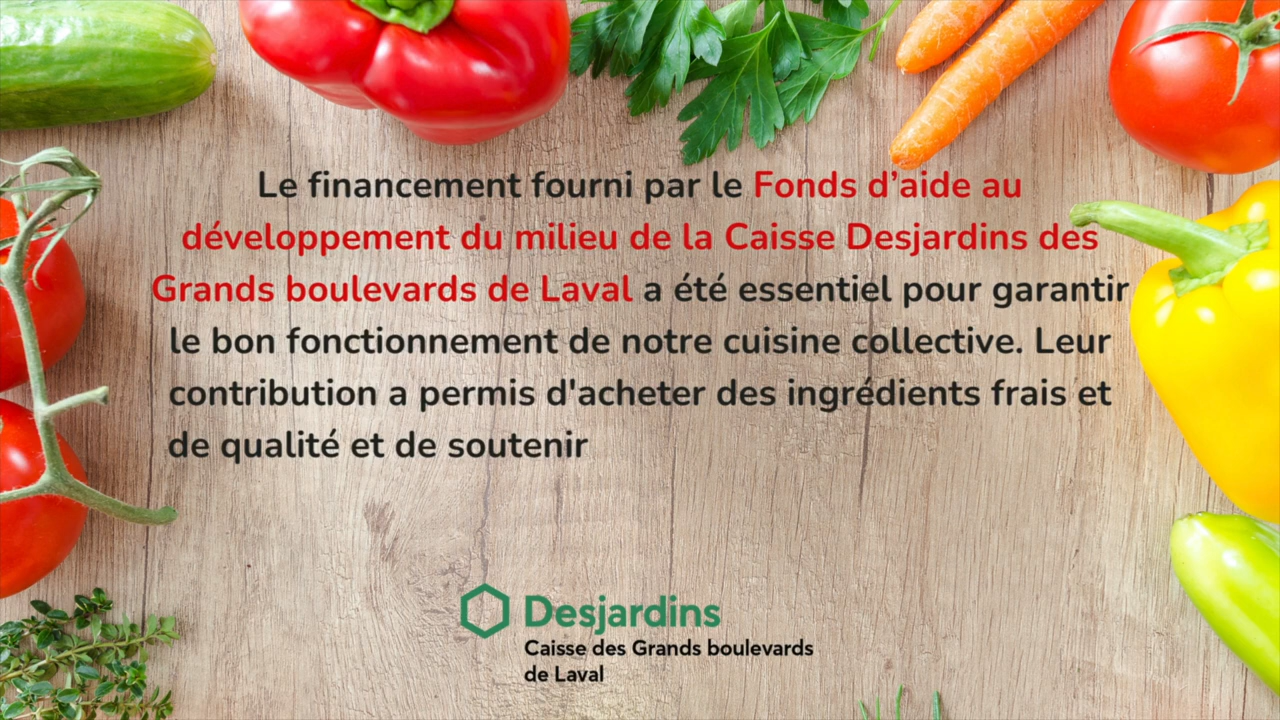 Le financement fourni par le Fonds d’aide au
développement du milieu de la Caisse Desjardins des
Grands boulevards de Laval a été essentiel pour garantir
le bon fonctionnement de notre cuisine collective. Leur
contribution a permis d'acheter des ingrédients frais et
de qualité et de soutenir
Desjardins
Caisse des Grands boulevards
de Laval